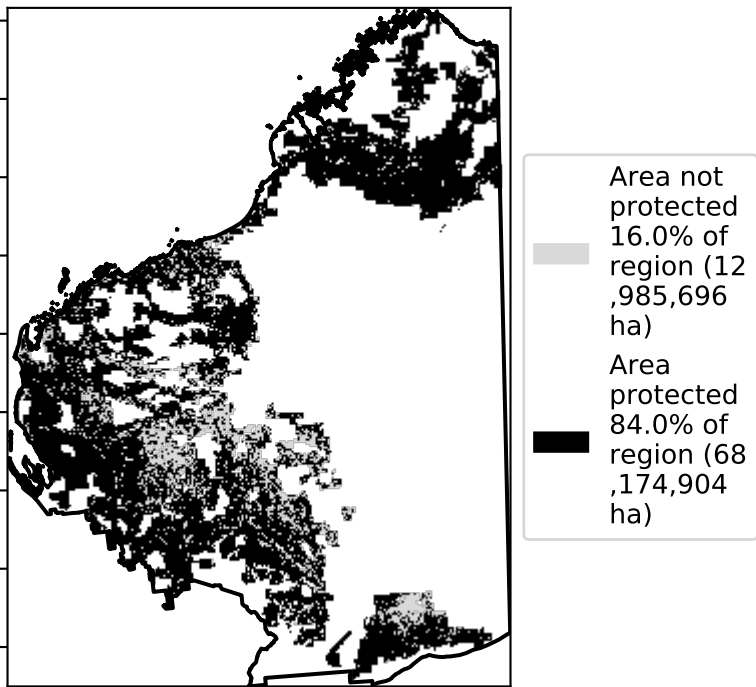 Area not
protected
16.0% of
region (12
,985,696
ha)
Area
protected
84.0% of
region (68
,174,904
ha)